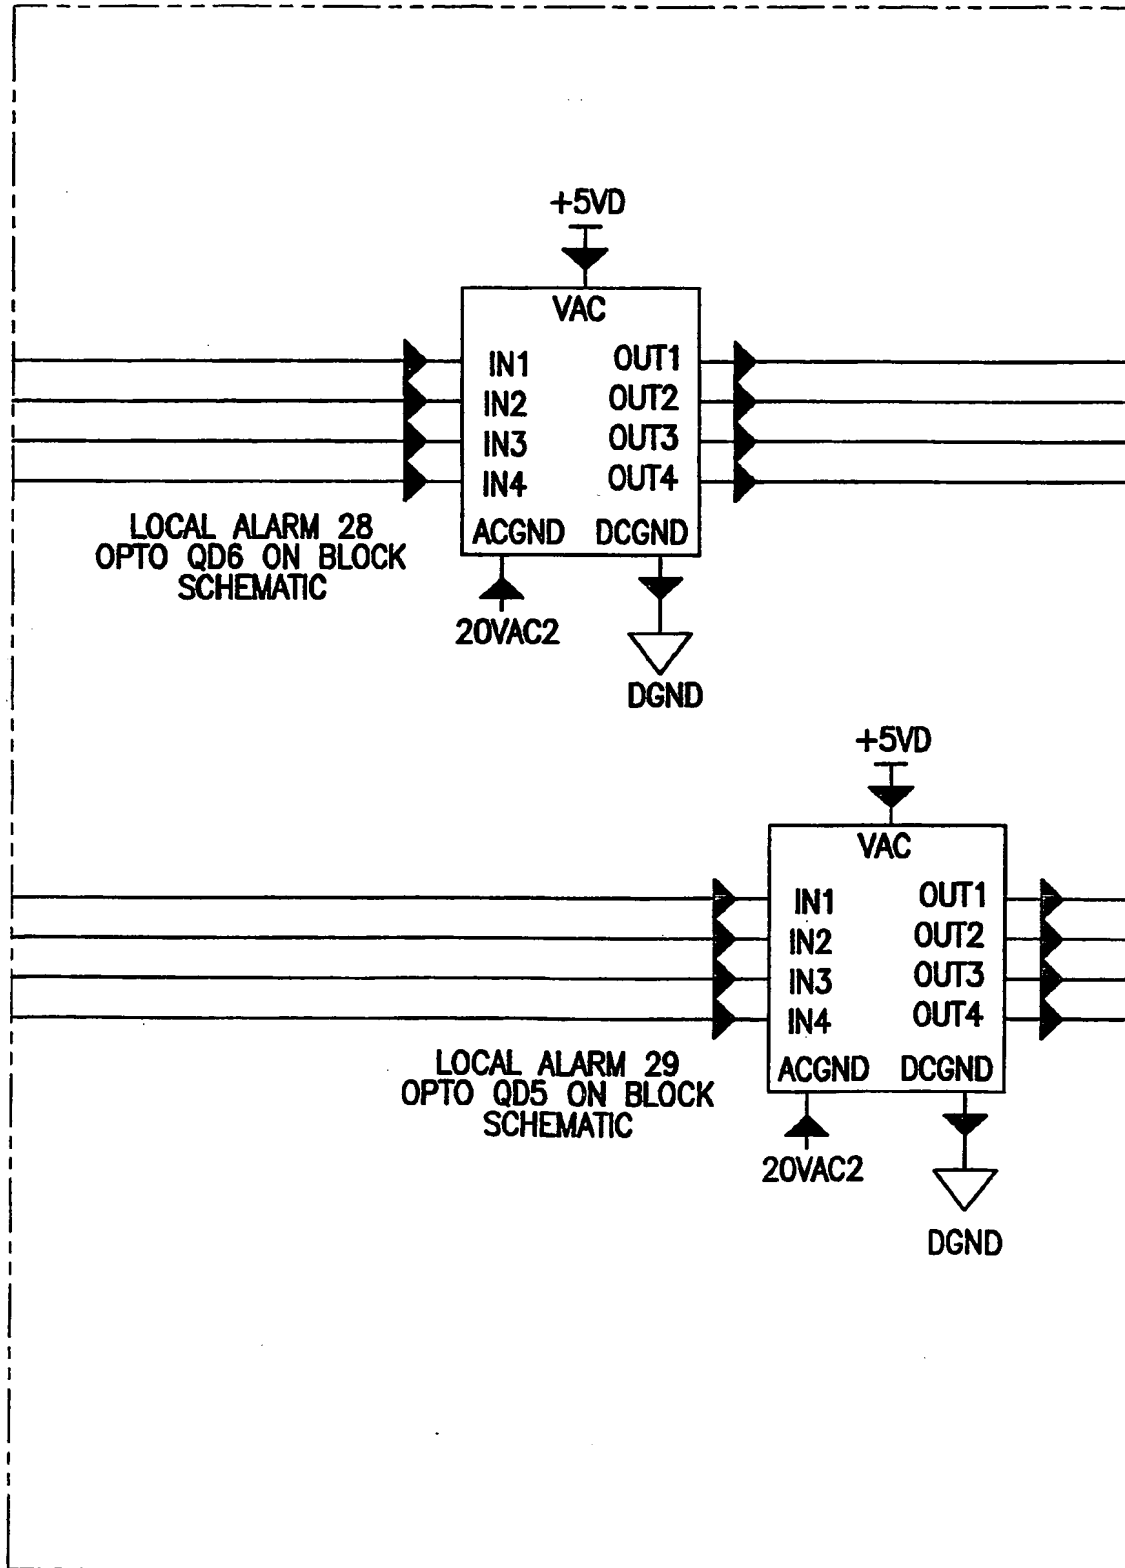 +5VD
VAC
IN1 OUT1
IN2 OUT2
IN3 OUT3
IN4 OUT4
ACGND DCGND
LOCAL ALARM 28
OPTO QD6 ON BLOCK
SCHEMATIC
20VAC2
DGND
+5VD
VAC
IN1 OUT1
IN2 OUT2
IN3 OUT3
IN4 OUT4
ACGND DCGND
LOCAL ALARM 29
OPTO QD5 ON BLOCK
SCHEMATIC
20VAC2
DGND